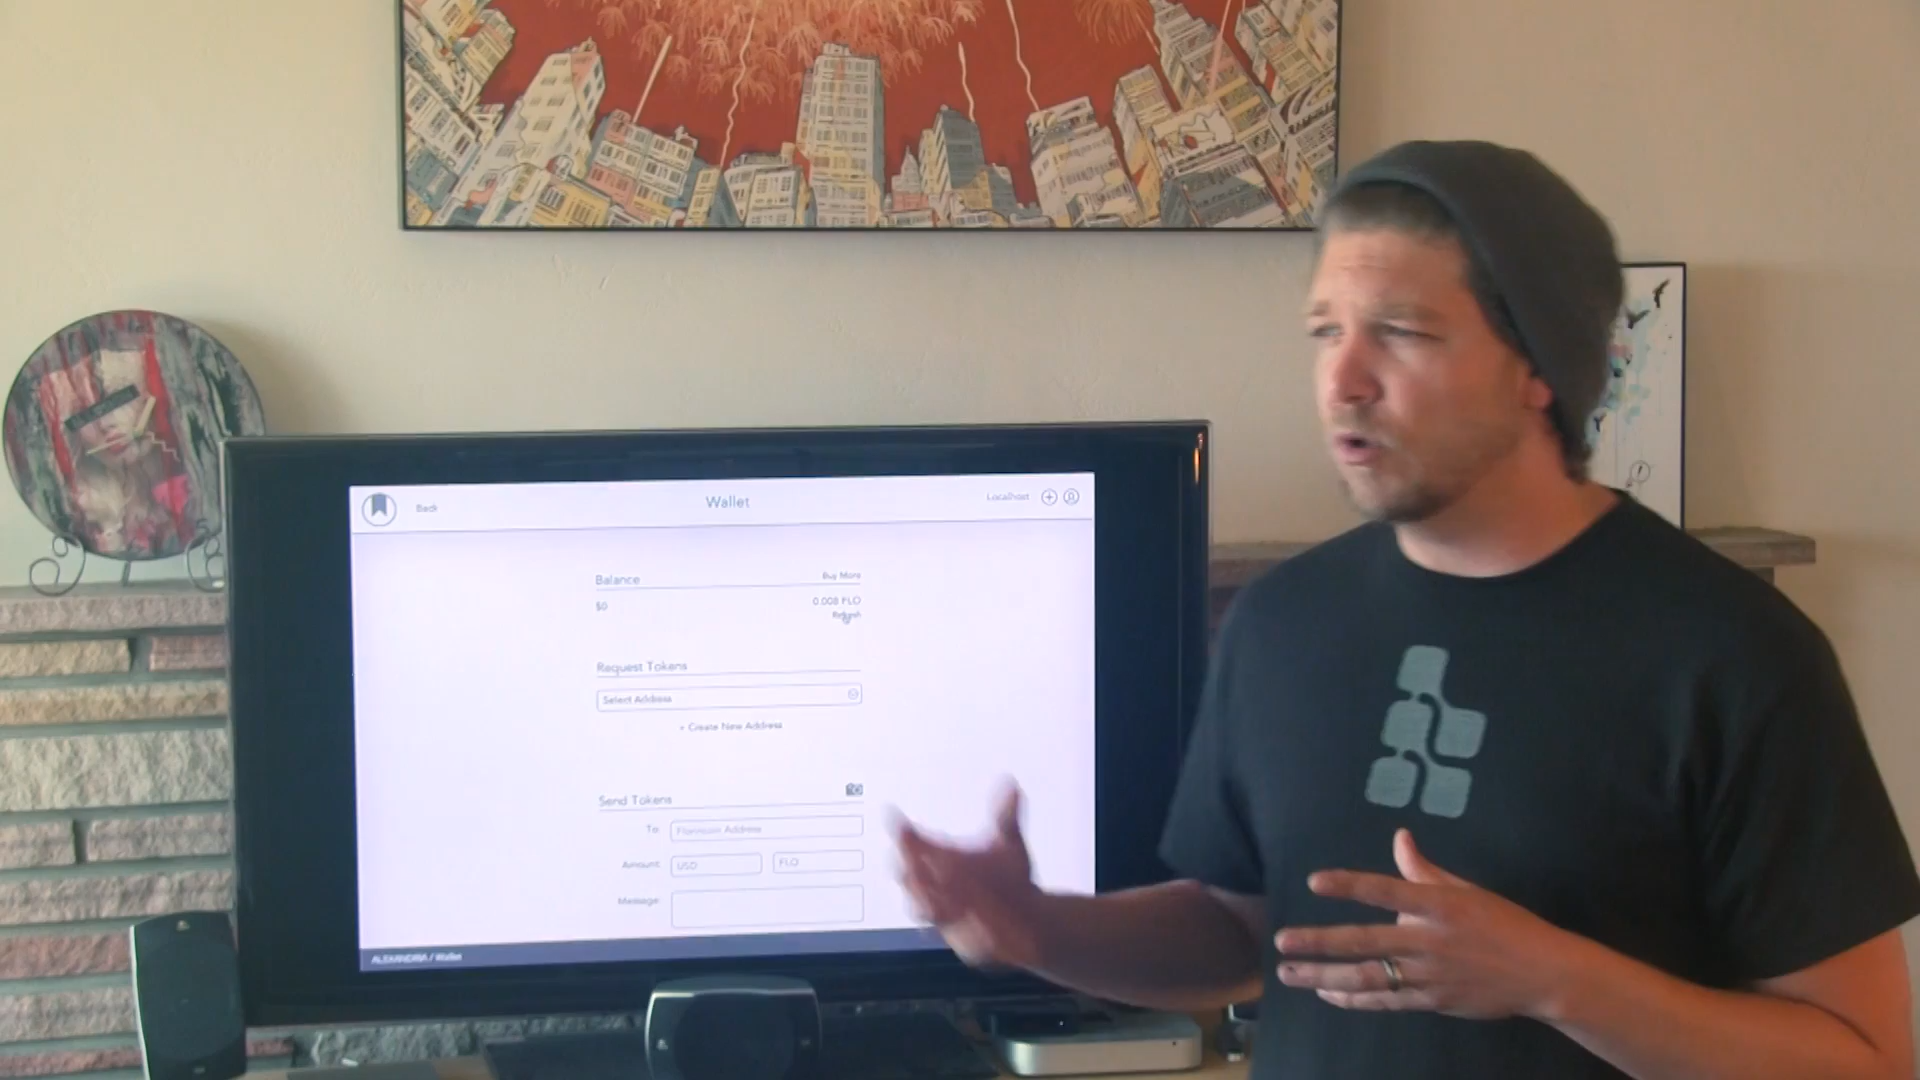 Back
Wallet
Localhost
Balance
Buy More
$0
0.008 FLO
Refresh
Request Tokens
Select Address
+ Create New Address
Send Tokens
To:
Florincoin Address
Amount:
USD
FLO
Message:
ALEXANDRIA / Wallet